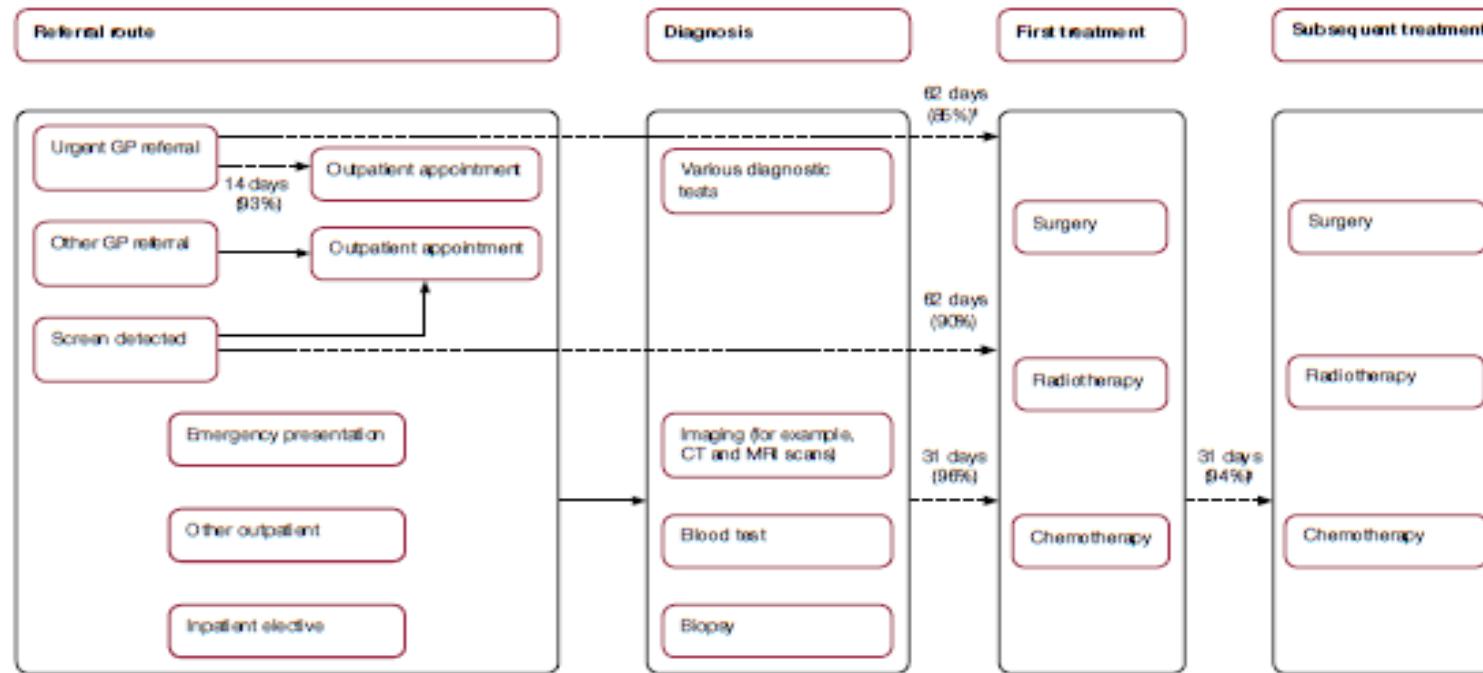 Referral route
Diagnosis
First treatment
Subsequent treatment
Urgent GP referral
14 days
(93%)
Outpatient appointment
Other GP referral
Outpatient appointment
Screen detected
Emergency presentation
Other outpatient
Inpatient elective
Various diagnostic
tests
Imaging (for example,
CT and MRI scans)
Blood test
Biopsy
62 days
(85%)
62 days
(90%)
31 days
(96%)
Surgery
Radiotherapy
Chemotherapy
31 days
(94%)
Surgery
Radiotherapy
Chemotherapy